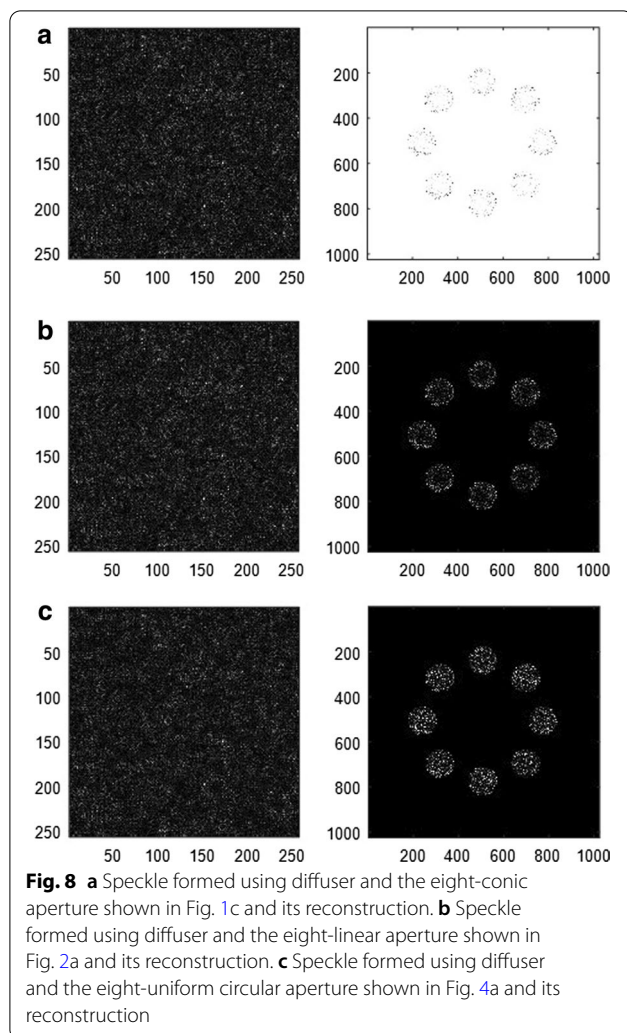 a
50
100
150
200
250
50 100 150 200 250
200
400
600
800
1000
200 400 600 800 1000
b
50
100
150
200
250
50 100 150 200 250
200
400
600
800
1000
200 400 600 800 1000
c
50
100
150
200
250
50 100 150 200 250
200
400
600
800
1000
200 400 600 800 1000
Fig. 8 a Speckle formed using diffuser and the eight-conic
aperture shown in Fig. 1c and its reconstruction. b Speckle
formed using diffuser and the eight-linear aperture shown in
Fig. 2a and its reconstruction. c Speckle formed using diffuser
and the eight-uniform circular aperture shown in Fig. 4a and its
reconstruction